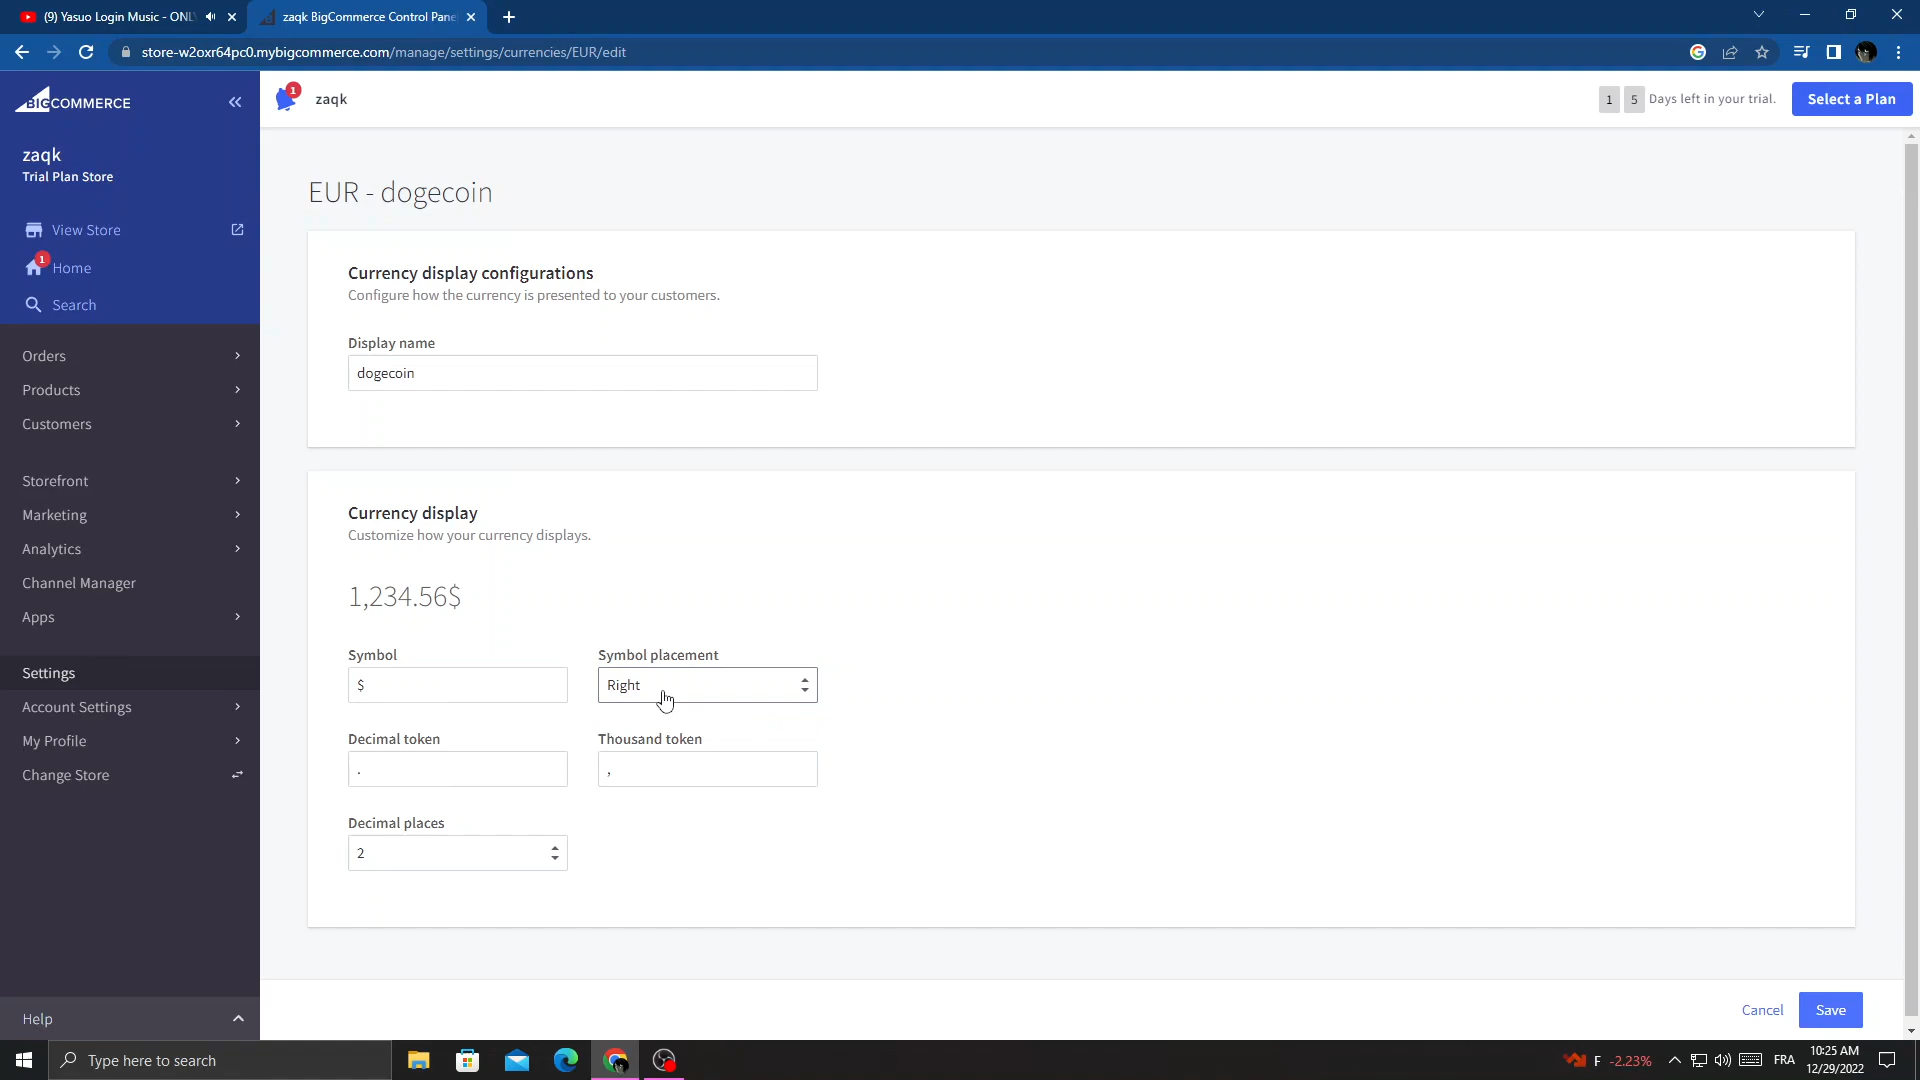 (9) Yasuo Login Music - ONL
zaqk BigCommerce Control Pane
store-w2oxr64pc0.mybigcommerce.com/manage/settings/currencies/EUR/edit
BIGCOMMERCE
1
zaqk
1 5 Days left in your trial.
Select a Plan
zaqk
Trial Plan Store
View Store
1
Home
Search
Orders
Products
Customers
Storefront
Marketing
Analytics
Channel Manager
Apps
Settings
Account Settings
My Profile
Change Store
Help
EUR - dogecoin
Currency display configurations
Configure how the currency is presented to your customers.
Display name
dogecoin
Currency display
Customize how your currency displays.
1,234.56$
Symbol
Symbol placement
$
Right
Decimal token
Thousand token
.
,
Decimal places
2
Cancel
Save
Type here to search
F -2.23%
FRA
10:25 AM
12/29/2022